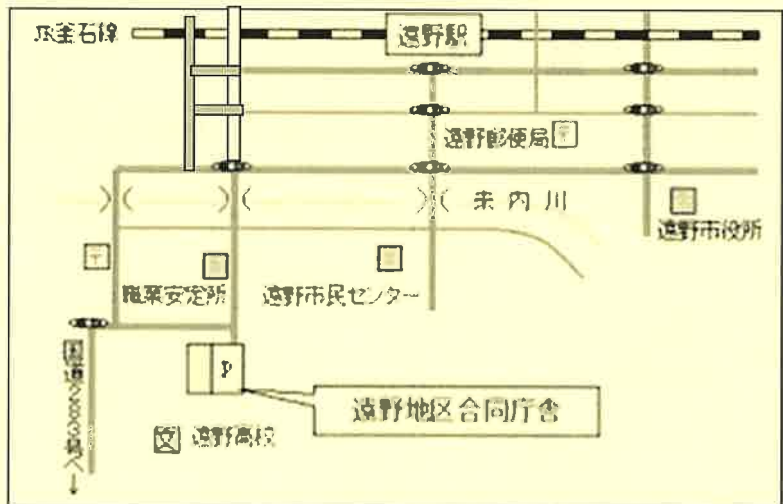 JR釜石線
遠野駅
遠野郵便局
〒
来内川
遠野市役所
〒
職業安定所
遠野市民センター
P
遠野地区合同庁舎
国道283号へ↓
文 遠野高校